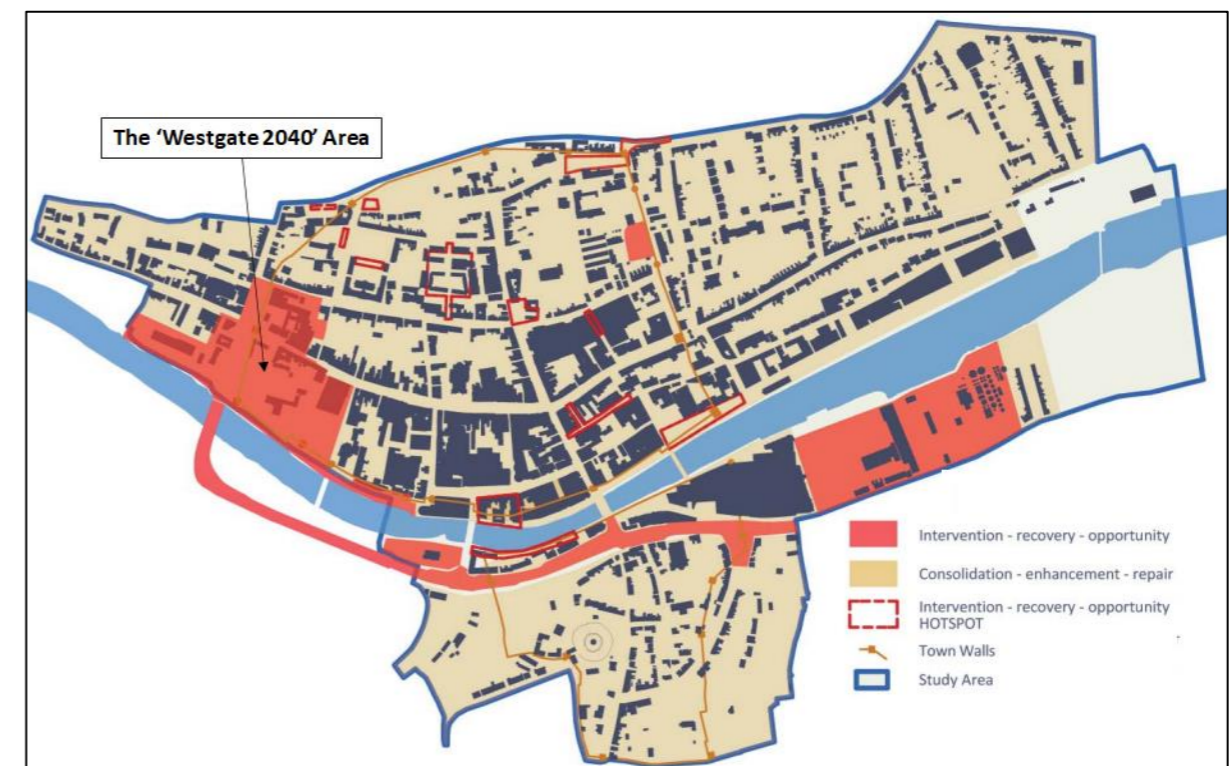 The ‘Westgate 2040’ Area
Intervention - recovery - opportunity
Consolidation - enhancement - repair
Intervention - recovery - opportunity
HOTSPOT
Town Walls
Study Area